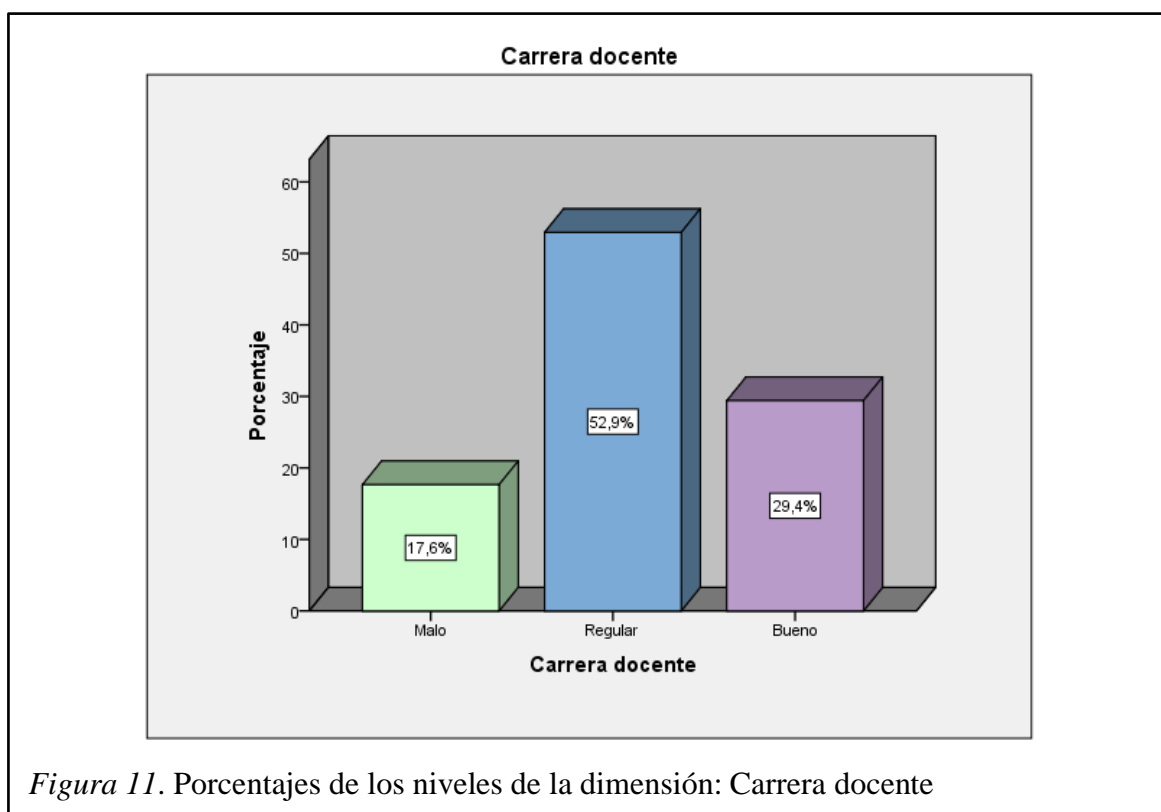 Carrera docente
Porcentaje
60
50
40
30
20
10
0
17,6%
52,9%
29,4%
Malo
Regular
Bueno
Carrera docente
Figura 11. Porcentajes de los niveles de la dimensión: Carrera docente